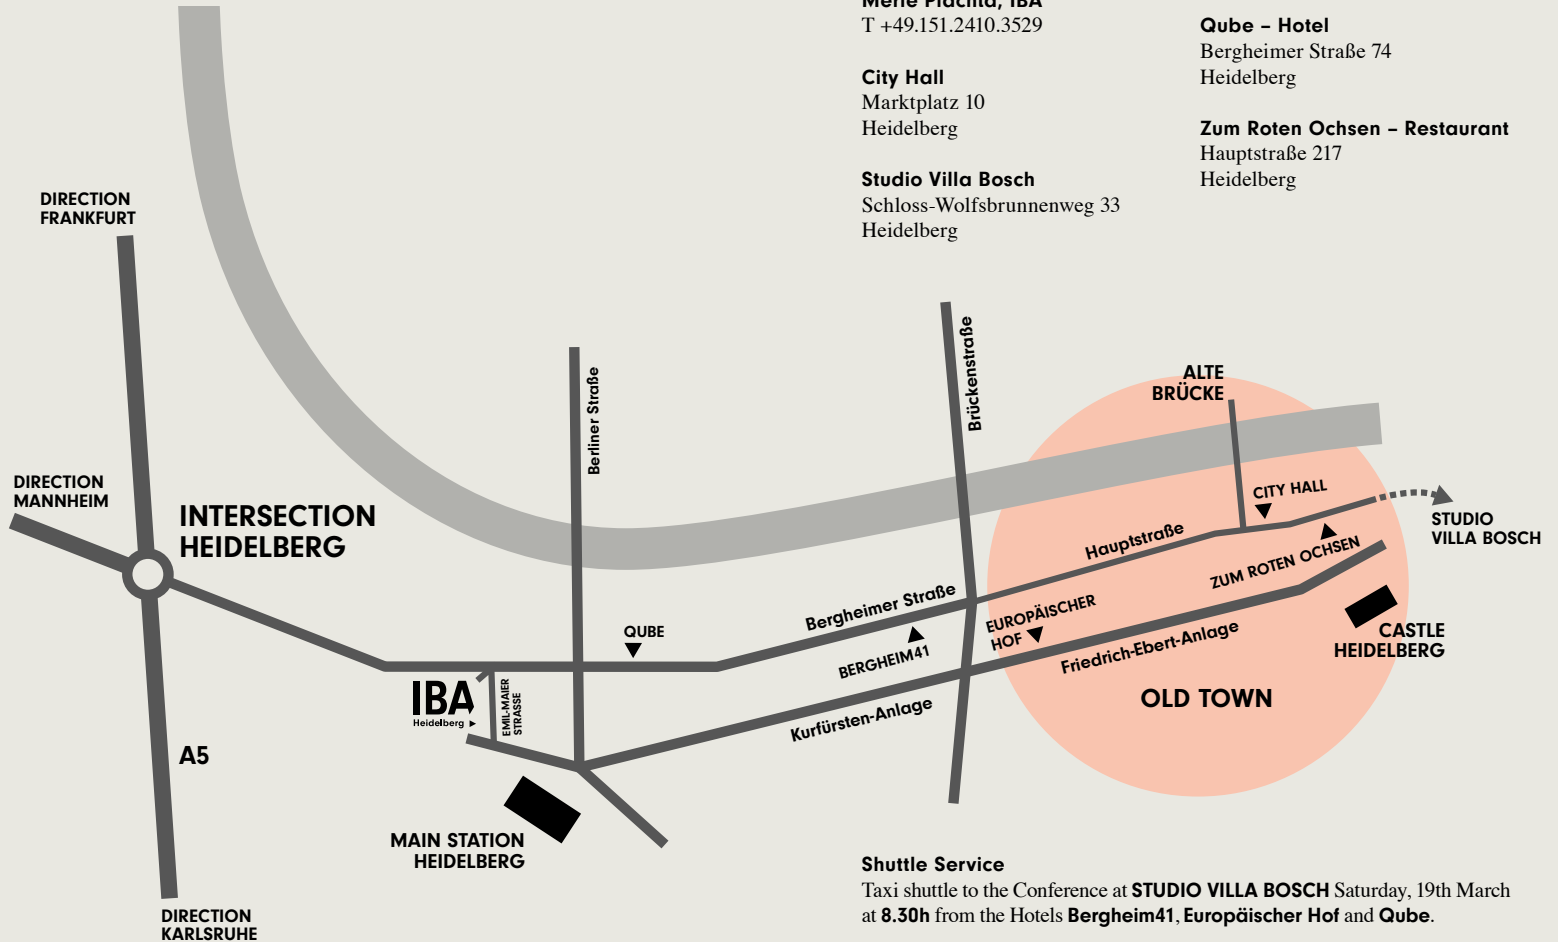 Merle Plachta, IBA
T +49.151.2410.3529
City Hall
Marktplatz 10
Heidelberg
Studio Villa Bosch
Schloss-Wolfsbrunnenweg 33
Heidelberg
Qube – Hotel
Bergheimer Straße 74
Heidelberg
Zum Roten Ochsen – Restaurant
Hauptstraße 217
Heidelberg
DIRECTION
FRANKFURT
DIRECTION
MANNHEIM
INTERSECTION
HEIDELBERG
A5
DIRECTION
KARLSRUHE
IBA
Heidelberg
EMIL-MAIER
STRASSE
MAIN STATION
HEIDELBERG
Berliner Straße
QUBE
Bergheimer Straße
BERGHEIM41
Kurfürsten-Anlage
Brückenstraße
EUROPÄISCHER
HOF
Friedrich-Ebert-Anlage
Hauptstraße
ALTE
BRÜCKE
CITY HALL
ZUM ROTEN OCHSEN
STUDIO
VILLA BOSCH
CASTLE
HEIDELBERG
OLD TOWN
Shuttle Service
Taxi shuttle to the Conference at STUDIO VILLA BOSCH Saturday, 19th March
at 8.30h from the Hotels Bergheim41, Europäischer Hof and Qube.